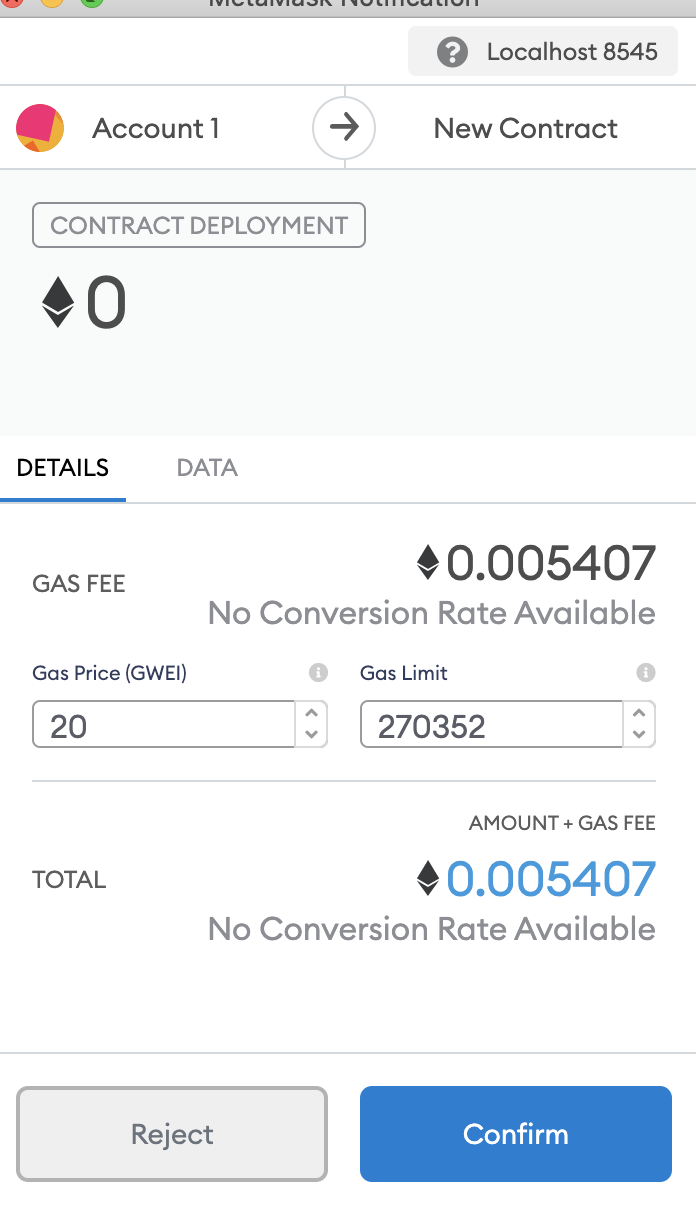 MetaMask Notification
Localhost 8545
Account 1
New Contract
CONTRACT DEPLOYMENT
0
DETAILS
DATA
GAS FEE
0.005407
No Conversion Rate Available
Gas Price (GWEI)
Gas Limit
20
270352
AMOUNT + GAS FEE
TOTAL
0.005407
No Conversion Rate Available
Reject
Confirm